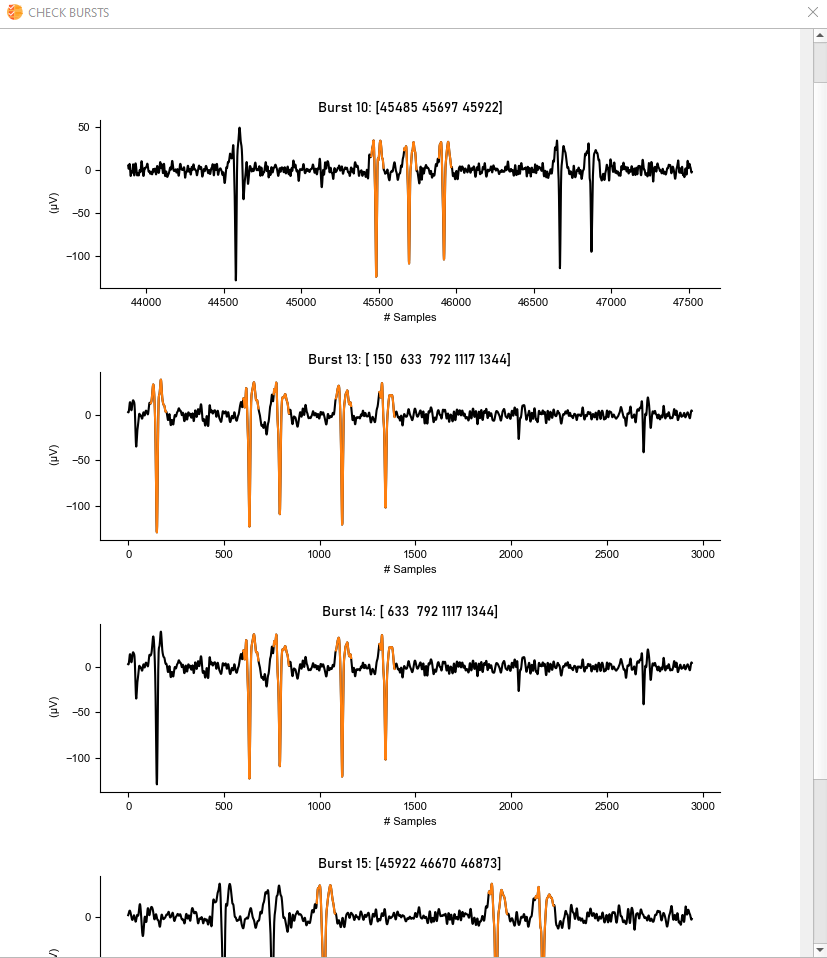 CHECK BURSTS
Burst 10: [45485 45697 45922]
50
0
−50
−100
(µV)
44000 44500 45000 45500 46000 46500 47000 47500
# Samples
Burst 13: [ 150  633  792 1117 1344]
0
−50
−100
(µV)
0 500 1000 1500 2000 2500 3000
# Samples
Burst 14: [ 633  792 1117 1344]
0
−50
−100
(µV)
0 500 1000 1500 2000 2500 3000
# Samples
Burst 15: [45922 46670 46873]
0
V)